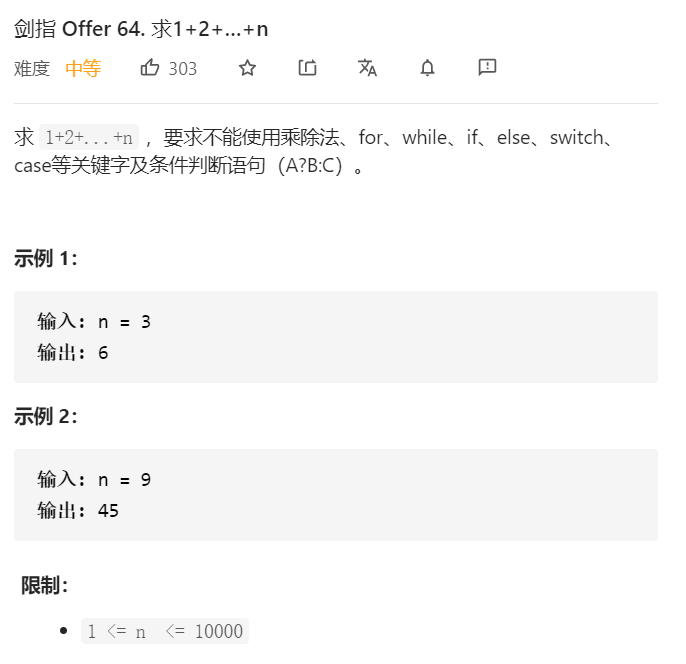 剑指 Offer 64. 求1+2+…+n
难度 中等 303
求 1+2+...+n ，要求不能使用乘除法、for、while、if、else、switch、
case等关键字及条件判断语句（A?B:C）。
示例 1：
输入: n = 3
输出: 6
示例 2：
输入: n = 9
输出: 45
限制：
• 1 <= n <= 10000